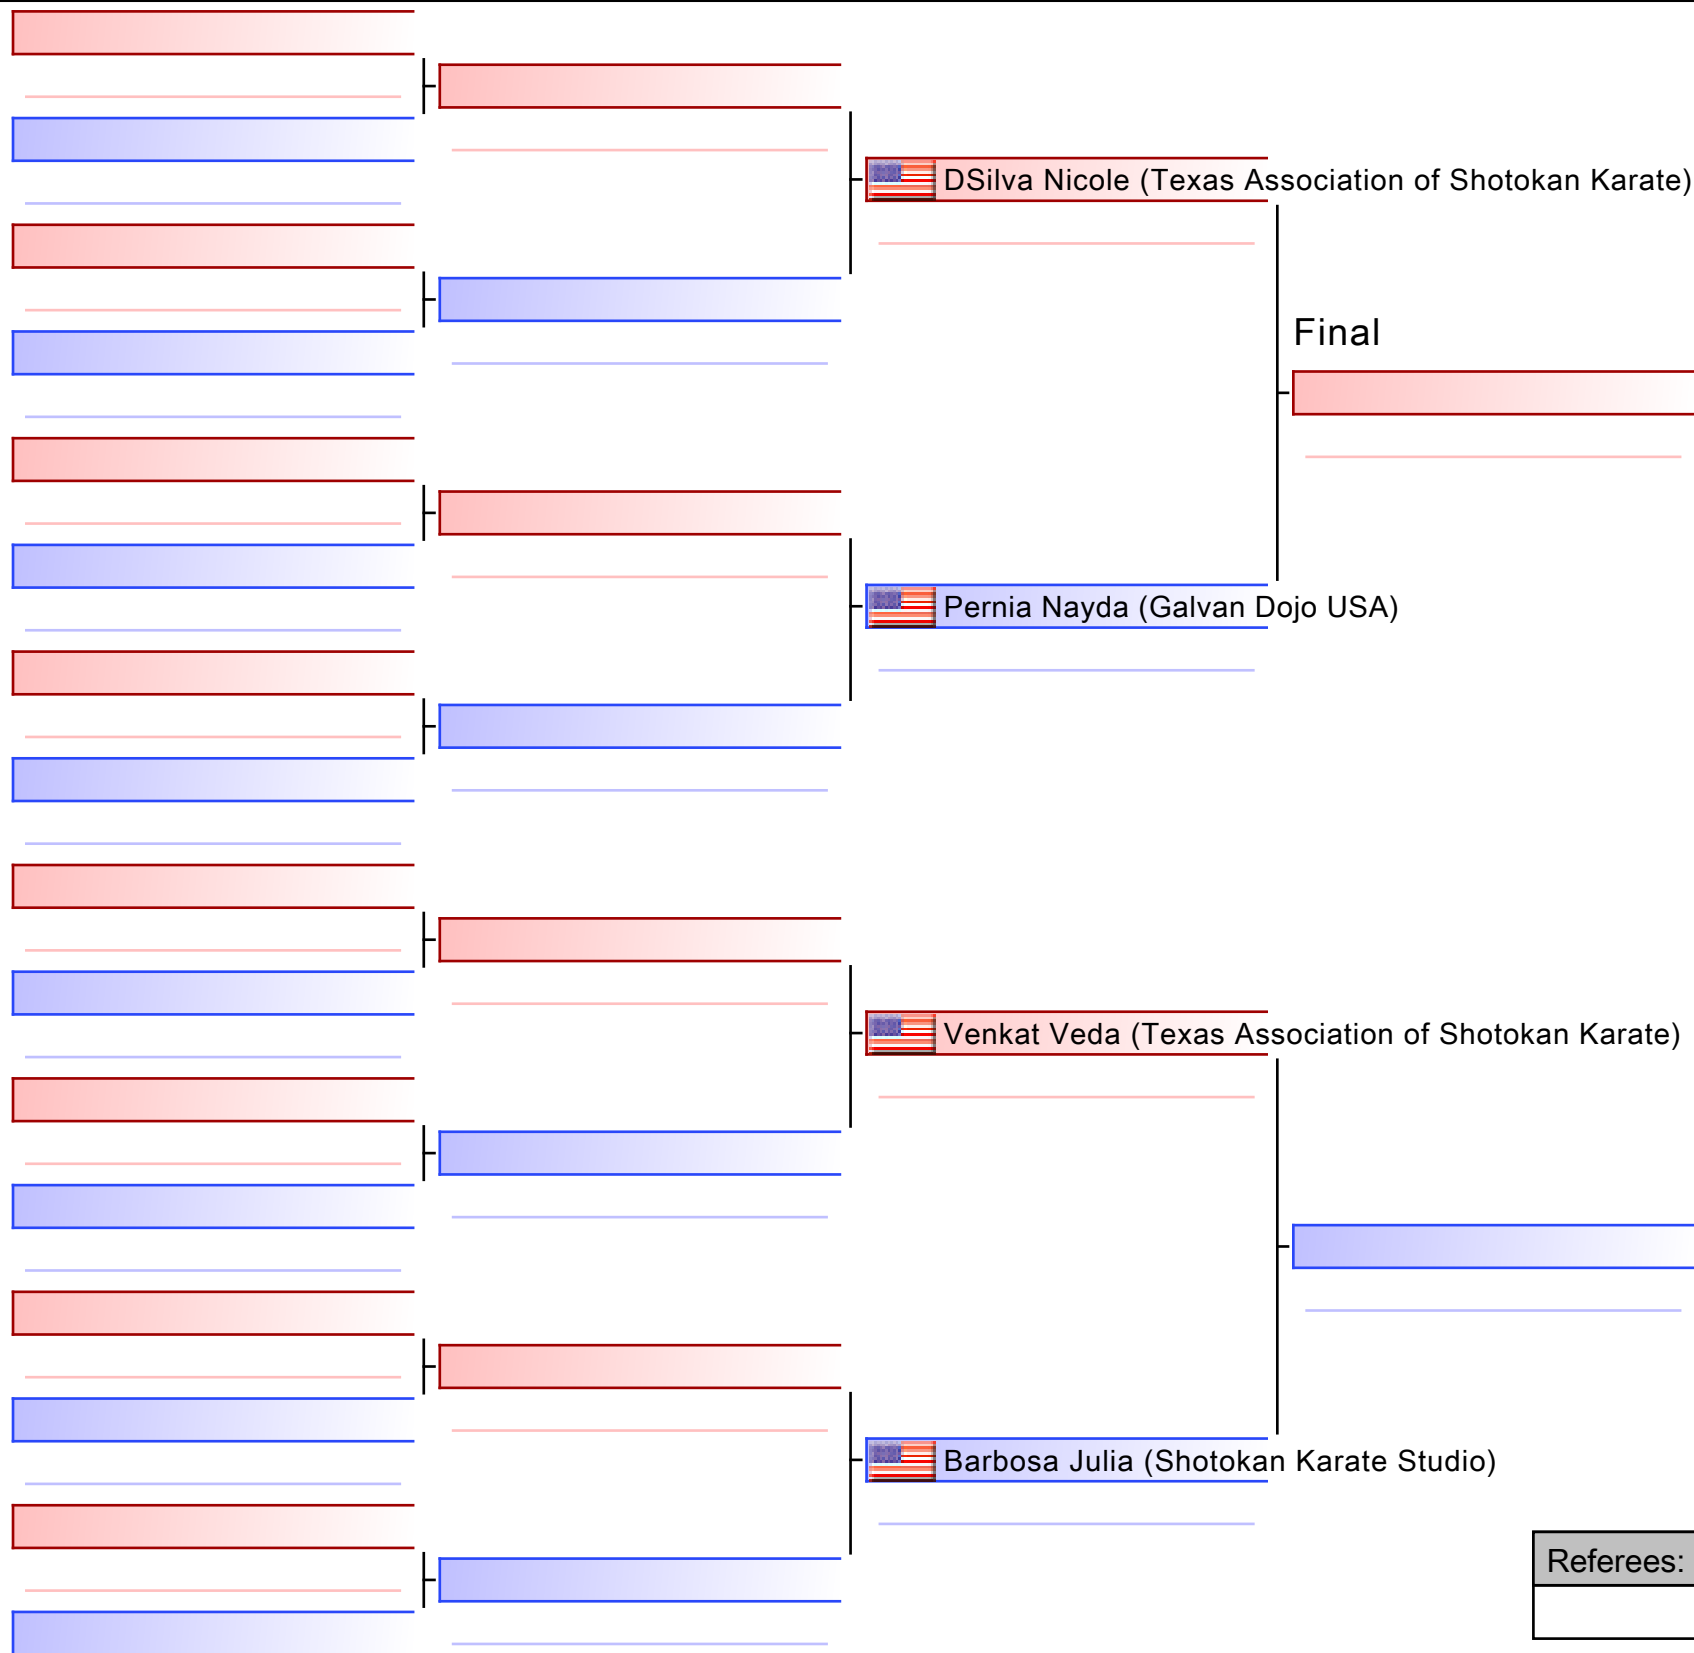 DSilva Nicole (Texas Association of Shotokan Karate)
Final
Pernia Nayda (Galvan Dojo USA)
Venkat Veda (Texas Association of Shotokan Karate)
Barbosa Julia (Shotokan Karate Studio)
Referees: